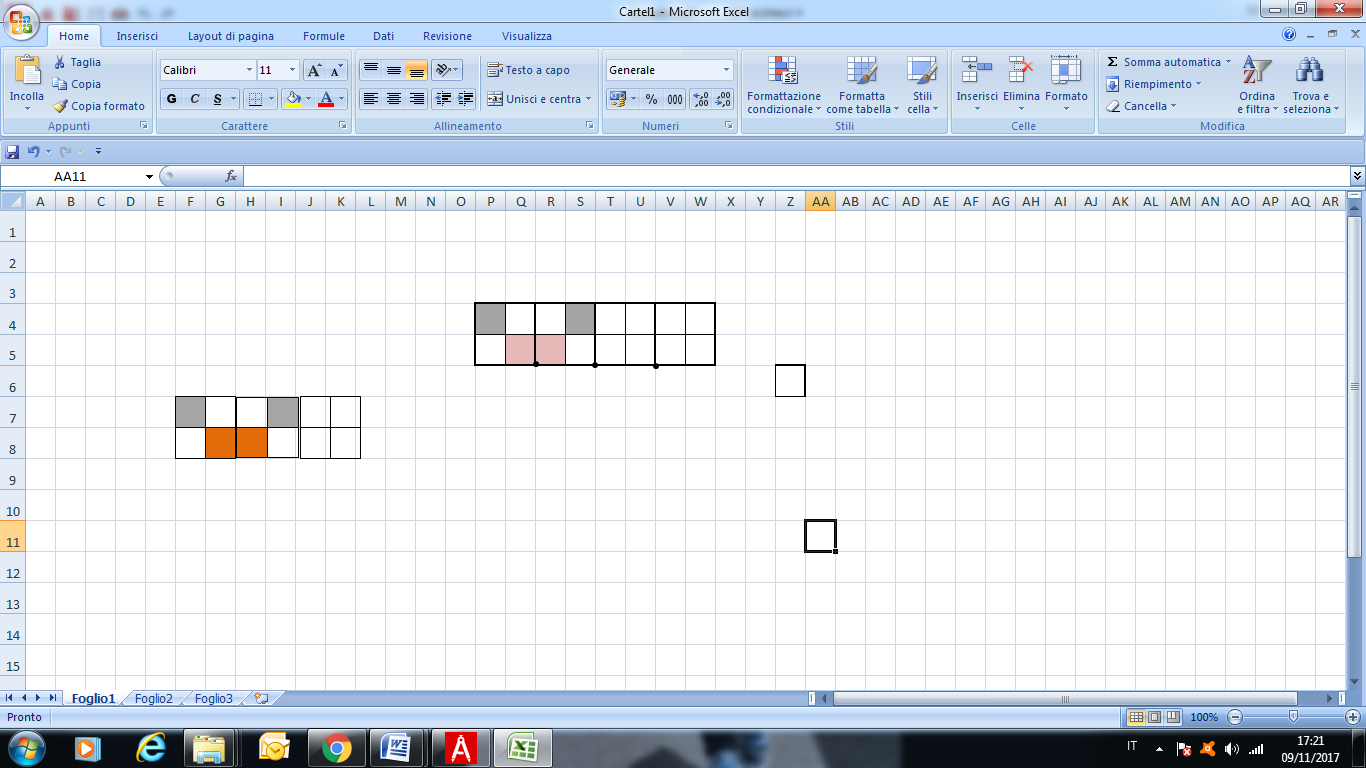 Cartel1 - Microsoft Excel
Home Inserisci Layout di pagina Formule Dati Revisione Visualizza
Incolla
Taglia
Copia
Copia formato
Appunti
Calibri 11
G C S
Carattere
Testo a capo
Unisci e centra
Allineamento
Generale
% 000
Numeri
Formattazione condizionale
Formatta come tabella
Stili cella
Stili
Inserisci Elimina Formato
Celle
Somma automatica
Riempimento
Cancella
Ordina e filtra
Trova e seleziona
Modifica
AA11
fx
A B C D E F G H I J K L M N O P Q R S T U V W X Y Z AA AB AC AD AE AF AG AH AI AJ AK AL AM AN AO AP AQ AR
1
2
3
4
5
6
7
8
9
10
11
12
13
14
15
Foglio1 Foglio2 Foglio3
Pronto
100%
IT
17:21
09/11/2017